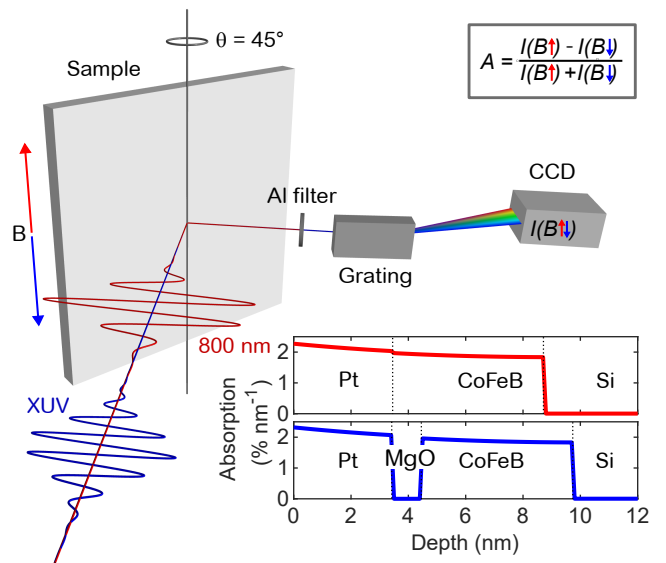 θ = 45°
Sample
A = I(B↑) - I(B↓)
I(B↑) +I(B↓)
B
Al filter
CCD
I(B↑↓)
Grating
800 nm
XUV
Absorption
(% nm⁻¹)
2
1
0
Pt
CoFeB
Si
2
1
0
Pt
MgO
CoFeB
Si
0
2
4
6
8
10
12
Depth (nm)